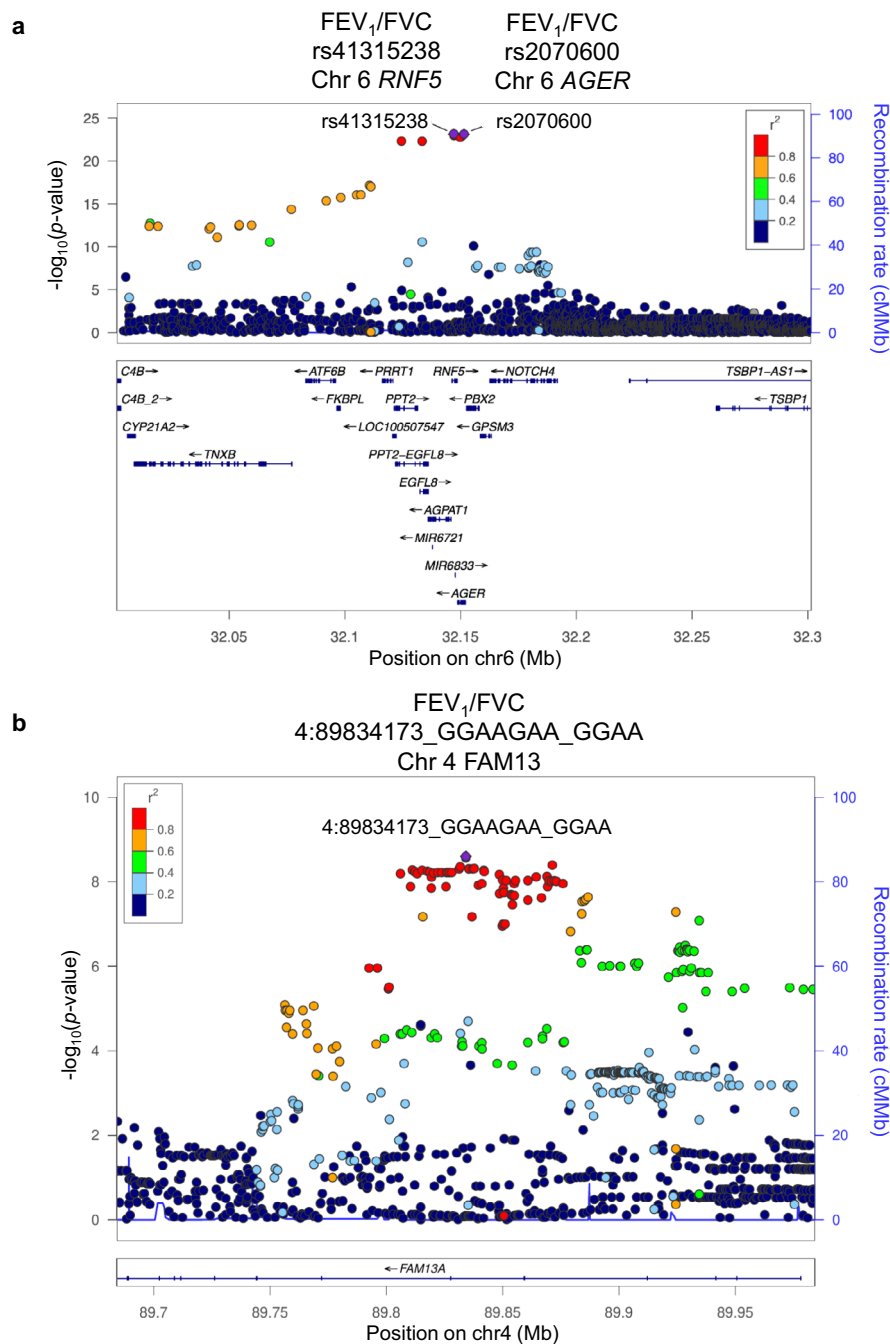 a
FEV1/FVC
rs41315238
Chr 6 RNF5
FEV1/FVC
rs2070600
Chr 6 AGER
rs41315238
rs2070600
25
20
15
10
5
0
-log10(p-value)
100
80
60
40
20
0
Recombination rate (cMMb)
r2
0.8
0.6
0.4
0.2
C4B→
←ATF6B
←PRRT1
RNF5→
←NOTCH4
TSBP1−AS1→
C4B_2→
←FKBPL
PPT2→
←PBX2
←TSBP1
CYP21A2→
←LOC100507547
←GPSM3
←TNXB
PPT2−EGFL8→
EGFL8→
←AGPAT1
←MIR6721
MIR6833→
←AGER
32.05
32.1
32.15
32.2
32.25
32.3
Position on chr6 (Mb)
b
FEV1/FVC
4:89834173_GGAAGAA_GGAA
Chr 4 FAM13
4:89834173_GGAAGAA_GGAA
r2
0.8
0.6
0.4
0.2
10
8
6
4
2
0
-log10(p-value)
100
80
60
40
20
0
Recombination rate (cMMb)
←FAM13A
89.7
89.75
89.8
89.85
89.9
89.95
Position on chr4 (Mb)